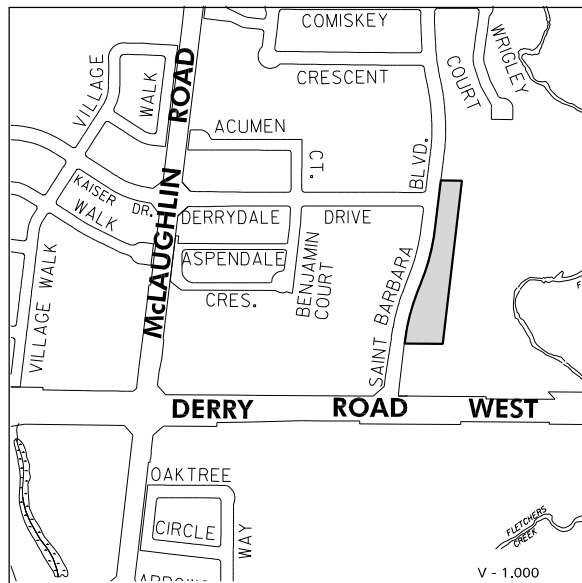 COMISKEY
CRESCENT
WRIGLEY
COURT
VILLAGE
WALK
ROAD
ACUMEN
CT.
BLVD.
KAISER DR.
WALK
McLAUGHLIN
DERRYDALE
DRIVE
ASPENDALE
CRES.
BENJAMIN
COURT
SAINT BARBARA
VILLAGE WALK
DERRY ROAD WEST
OAKTREE
CIRCLE
WAY
FLETCHERS
CREEK
V - 1.000